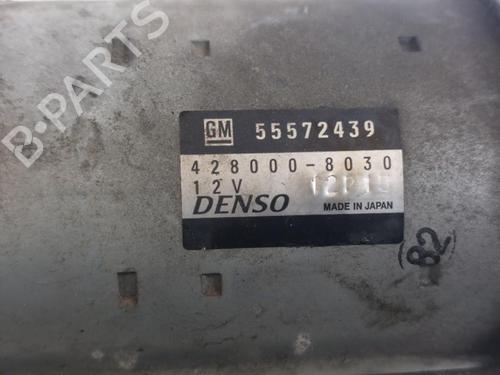 B-PARTS
GM 55572439
428000-8030
12V
DENSO MADE IN JAPAN
82